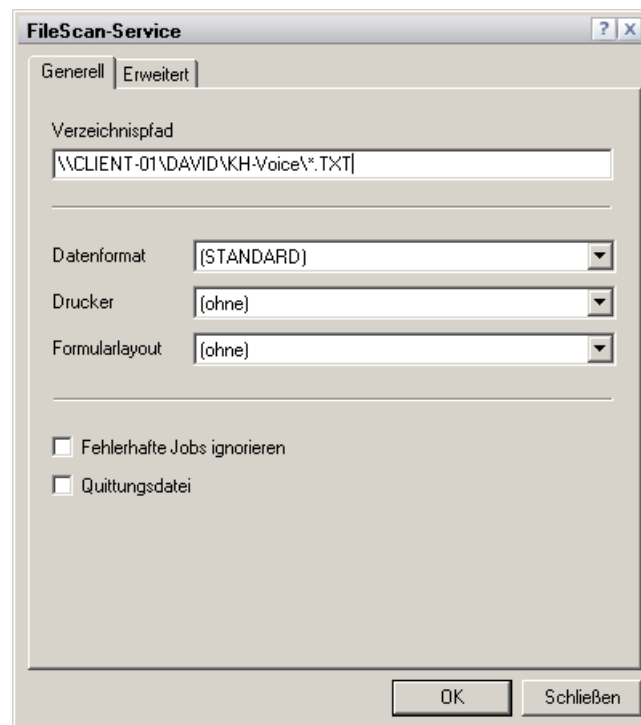 FileScan-Service
Generell
Erweitert
Verzeichnispfad
\\CLIENT-01\DAVID\KH-Voice\*.TXT
Datenformat
(STANDARD)
Drucker
(ohne)
Formularlayout
(ohne)
Fehlerhafte Jobs ignorieren
Quittungsdatei
OK
Schließen